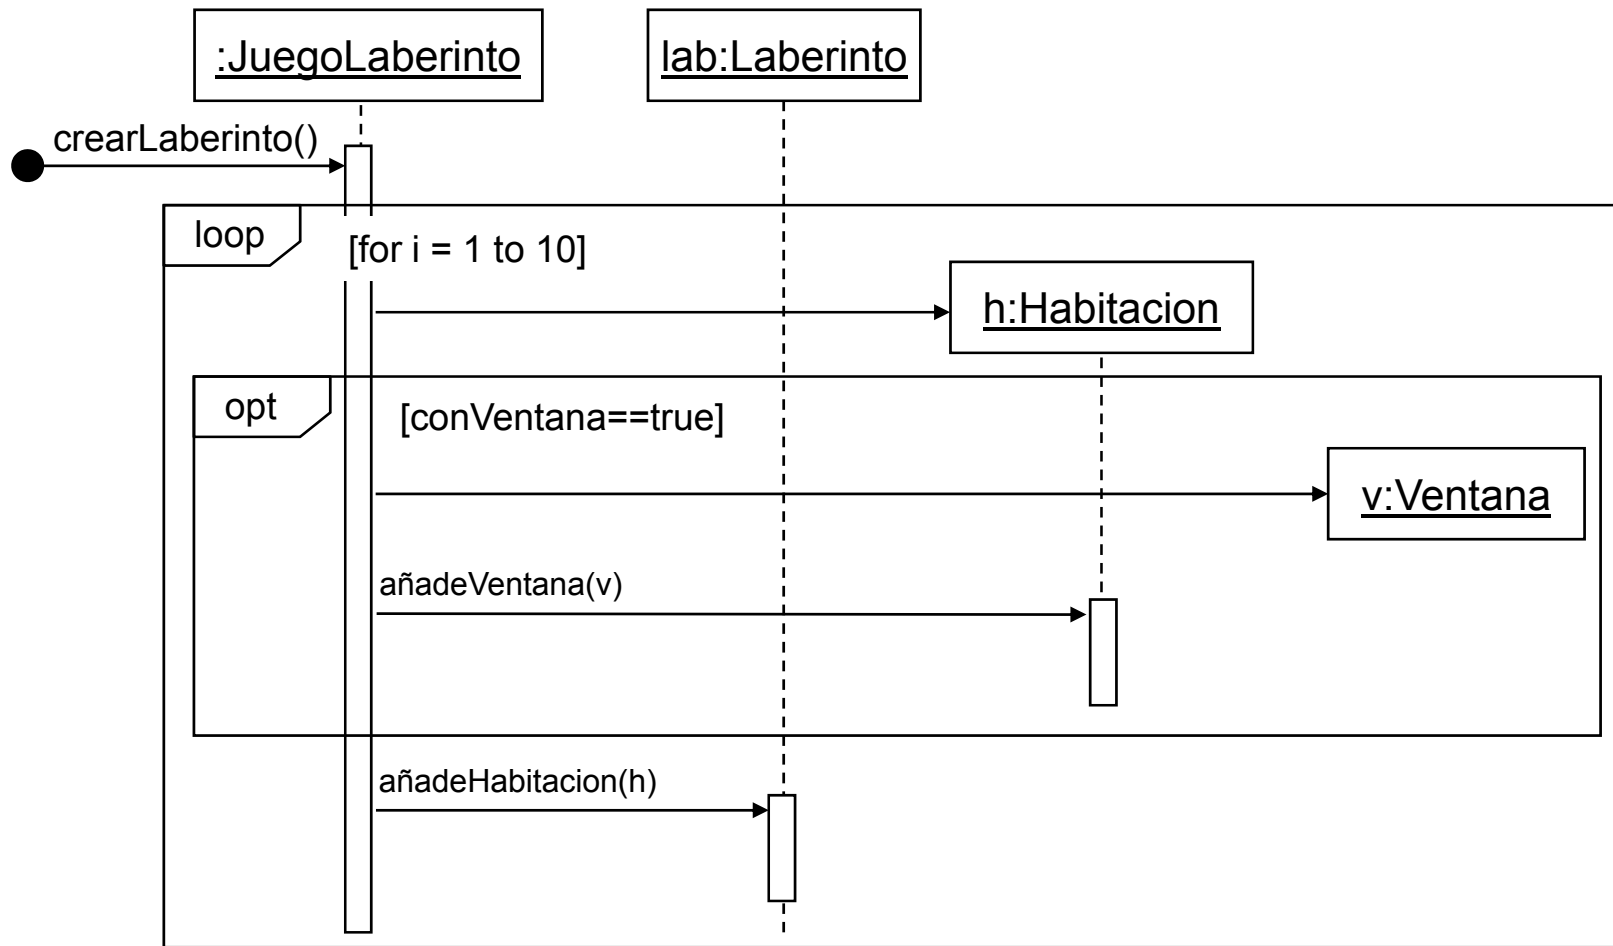 :JuegoLaberinto
lab:Laberinto
crearLaberinto()
loop
[for i = 1 to 10]
h:Habitacion
opt
[conVentana==true]
v:Ventana
añadeVentana(v)
añadeHabitacion(h)